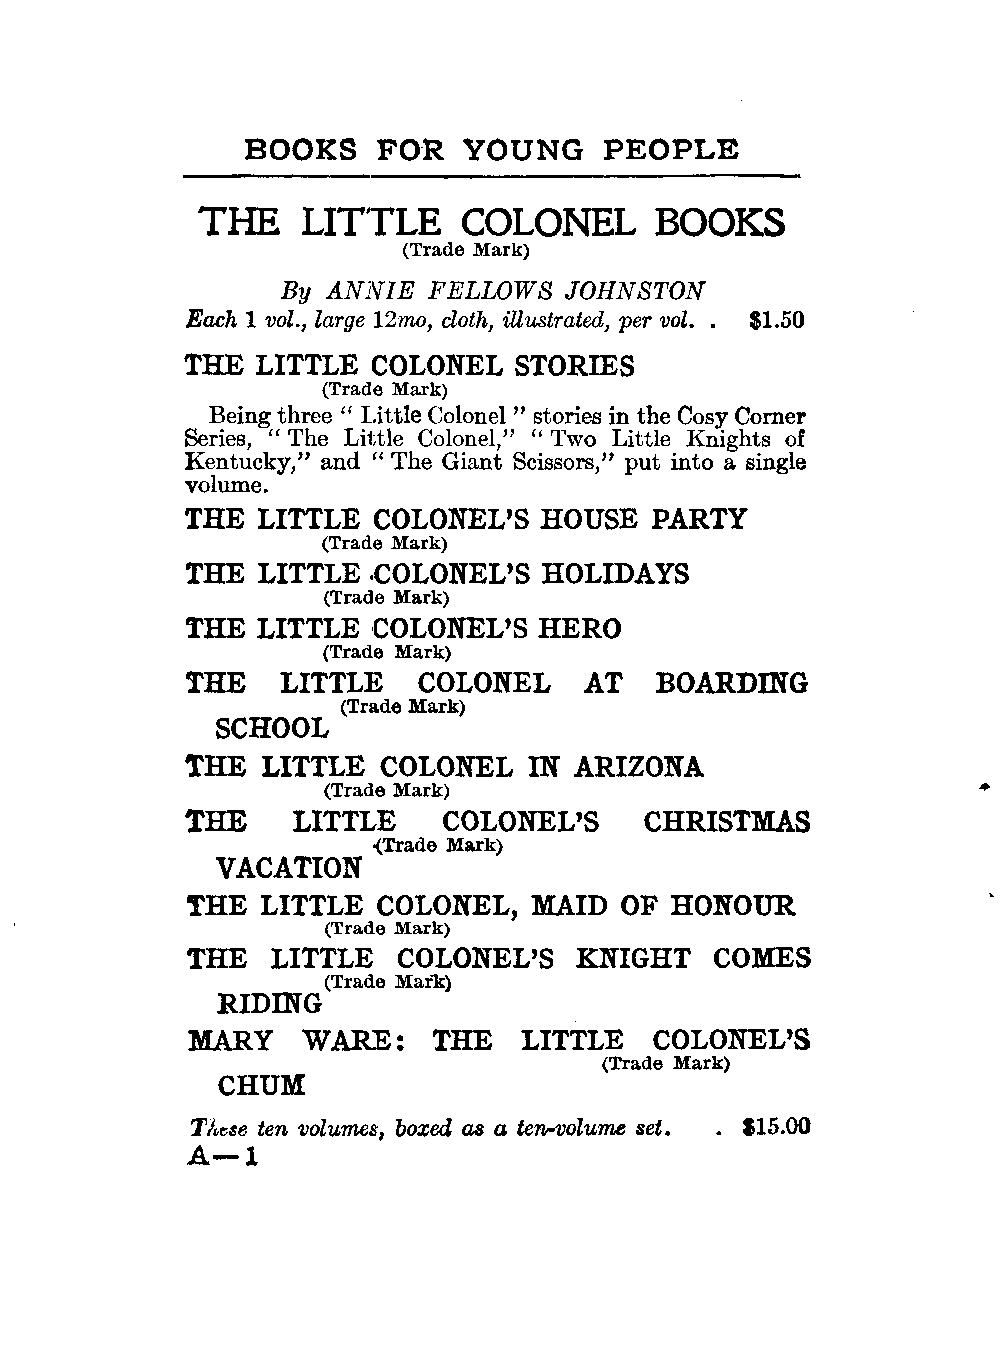 BOOKS FOR YOUNG PEOPLE
THE LITTLE COLONEL BOOKS
(Trade Mark)
By ANNIE FELLOWS JOHNSTON
Each 1 vol., large 12mo, cloth, illustrated, per vol. . $1.50
THE LITTLE COLONEL STORIES
(Trade Mark)
Being three “ Little Colonel ” stories in the Cosy Corner
Series, “ The Little Colonel,” “ Two Little Knights of
Kentucky,” and “ The Giant Scissors,” put into a single
volume.
THE LITTLE COLONEL’S HOUSE PARTY
(Trade Mark)
THE LITTLE COLONEL’S HOLIDAYS
(Trade Mark)
THE LITTLE COLONEL’S HERO
(Trade Mark)
THE LITTLE COLONEL AT BOARDING
(Trade Mark)
SCHOOL
THE LITTLE COLONEL IN ARIZONA
(Trade Mark)
THE LITTLE COLONEL’S CHRISTMAS
(Trade Mark)
VACATION
THE LITTLE COLONEL, MAID OF HONOUR
(Trade Mark)
THE LITTLE COLONEL’S KNIGHT COMES
(Trade Mark)
RIDING
MARY WARE: THE LITTLE COLONEL’S
(Trade Mark)
CHUM
These ten volumes, boxed as a ten-volume set. . $15.00
A—1